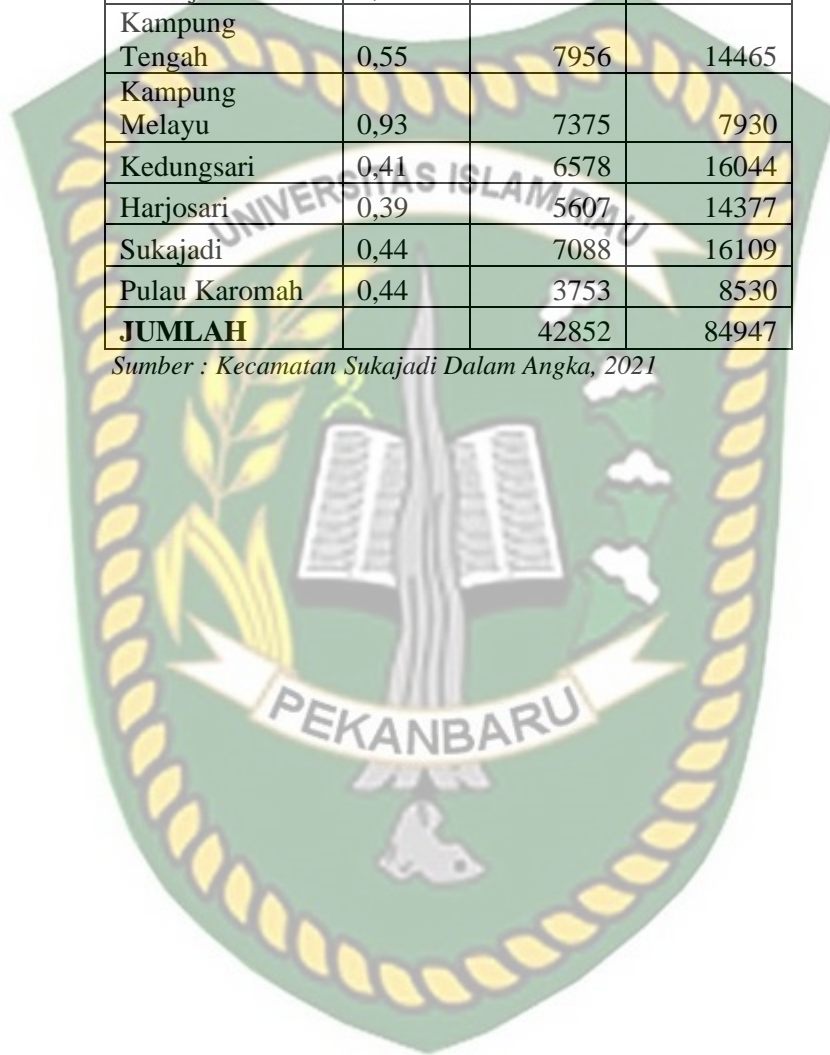 Kampung
Tengah 0,55 7956 14465
Kampung
Melayu 0,93 7375 7930
Kedungsari 0,41 6578 16044
Harjosari 0,39 5607 14377
Sukajadi 0,44 7088 16109
Pulau Karomah 0,44 3753 8530
JUMLAH 42852 84947
Sumber : Kecamatan Sukajadi Dalam Angka, 2021
UNIVERSITAS ISLAM RIAU
PEKANBARU